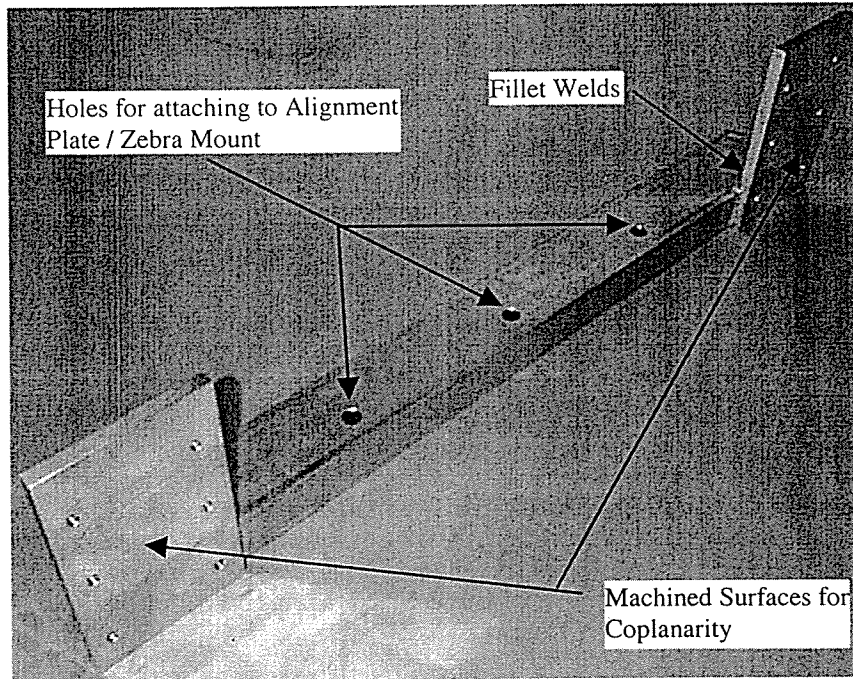 Holes for attaching to Alignment
Plate / Zebra Mount
Fillet Welds
Machined Surfaces for
Coplanarity